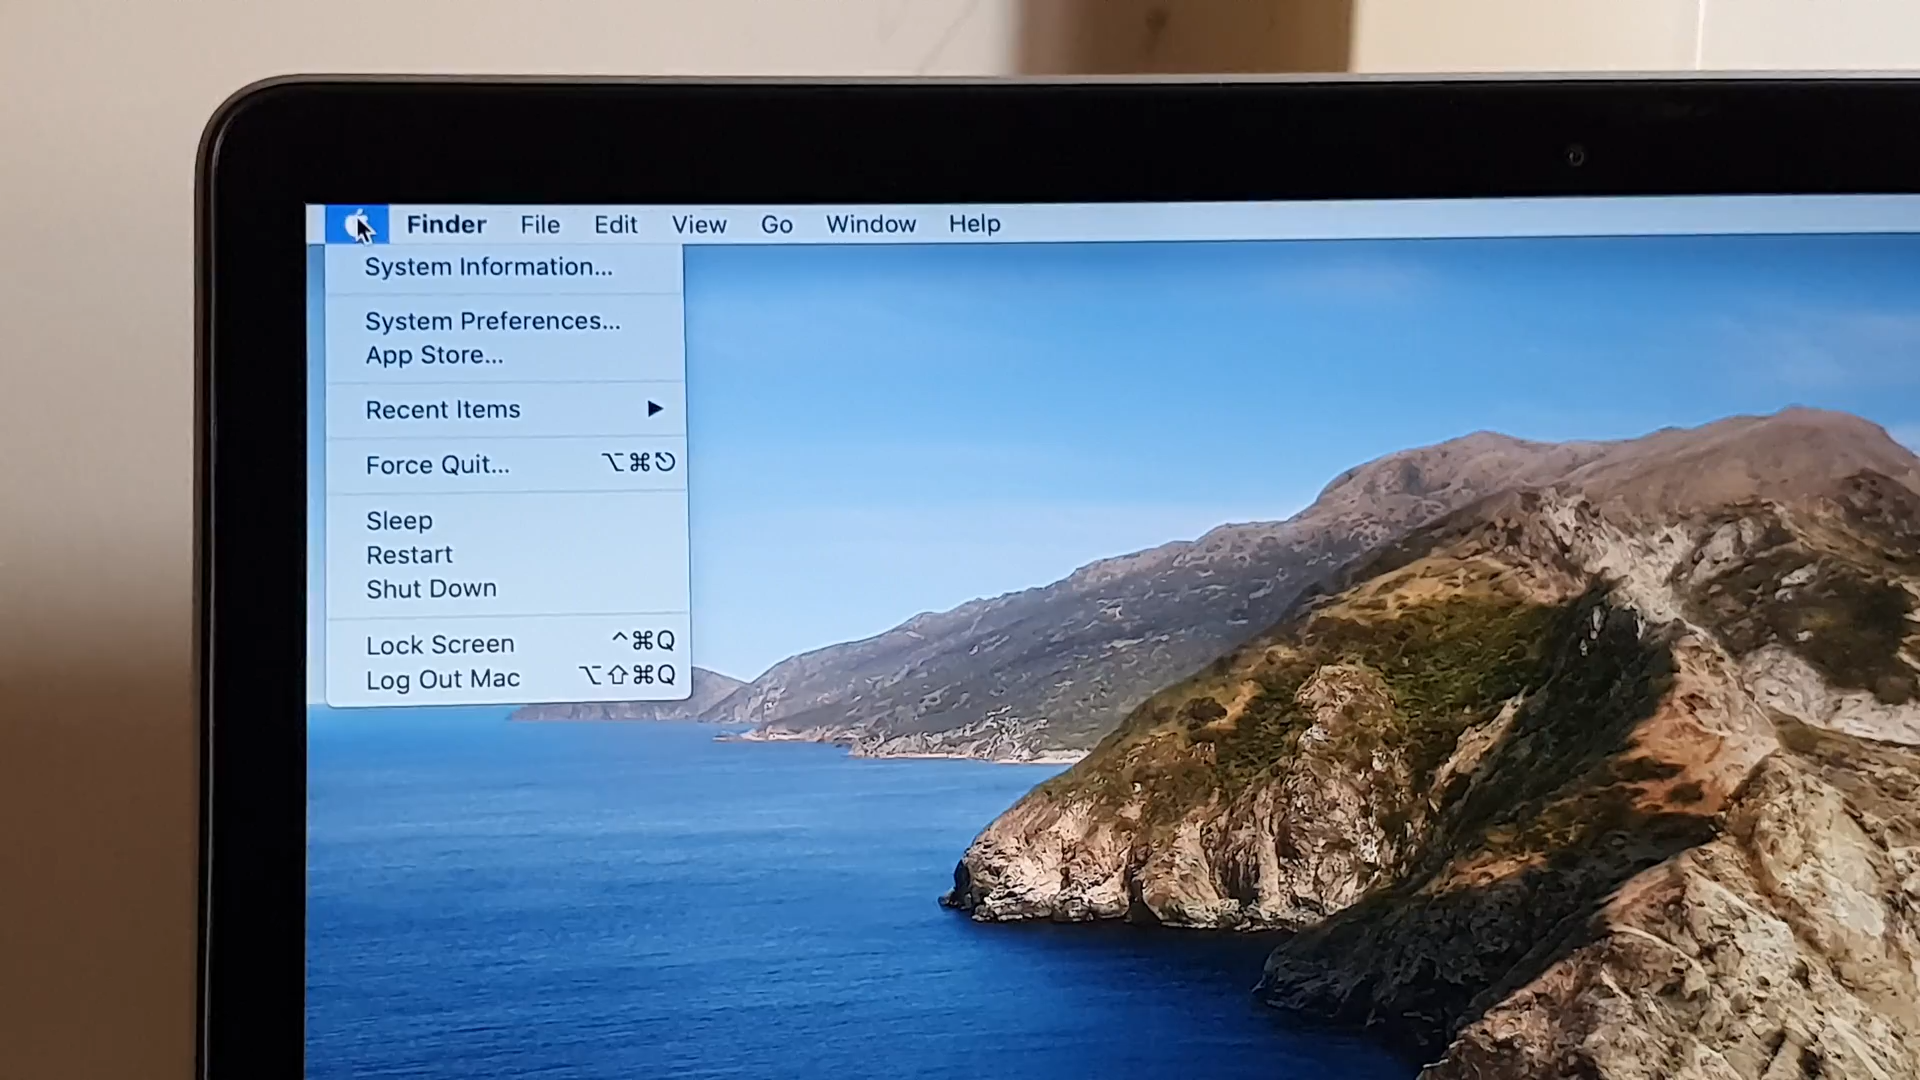 Finder File Edit View Go Window Help
System Information...
System Preferences...
App Store...
Recent Items ▶
Force Quit... ⌥⌘⎋
Sleep
Restart
Shut Down
Lock Screen ^⌘Q
Log Out Mac ⌥⇧⌘Q